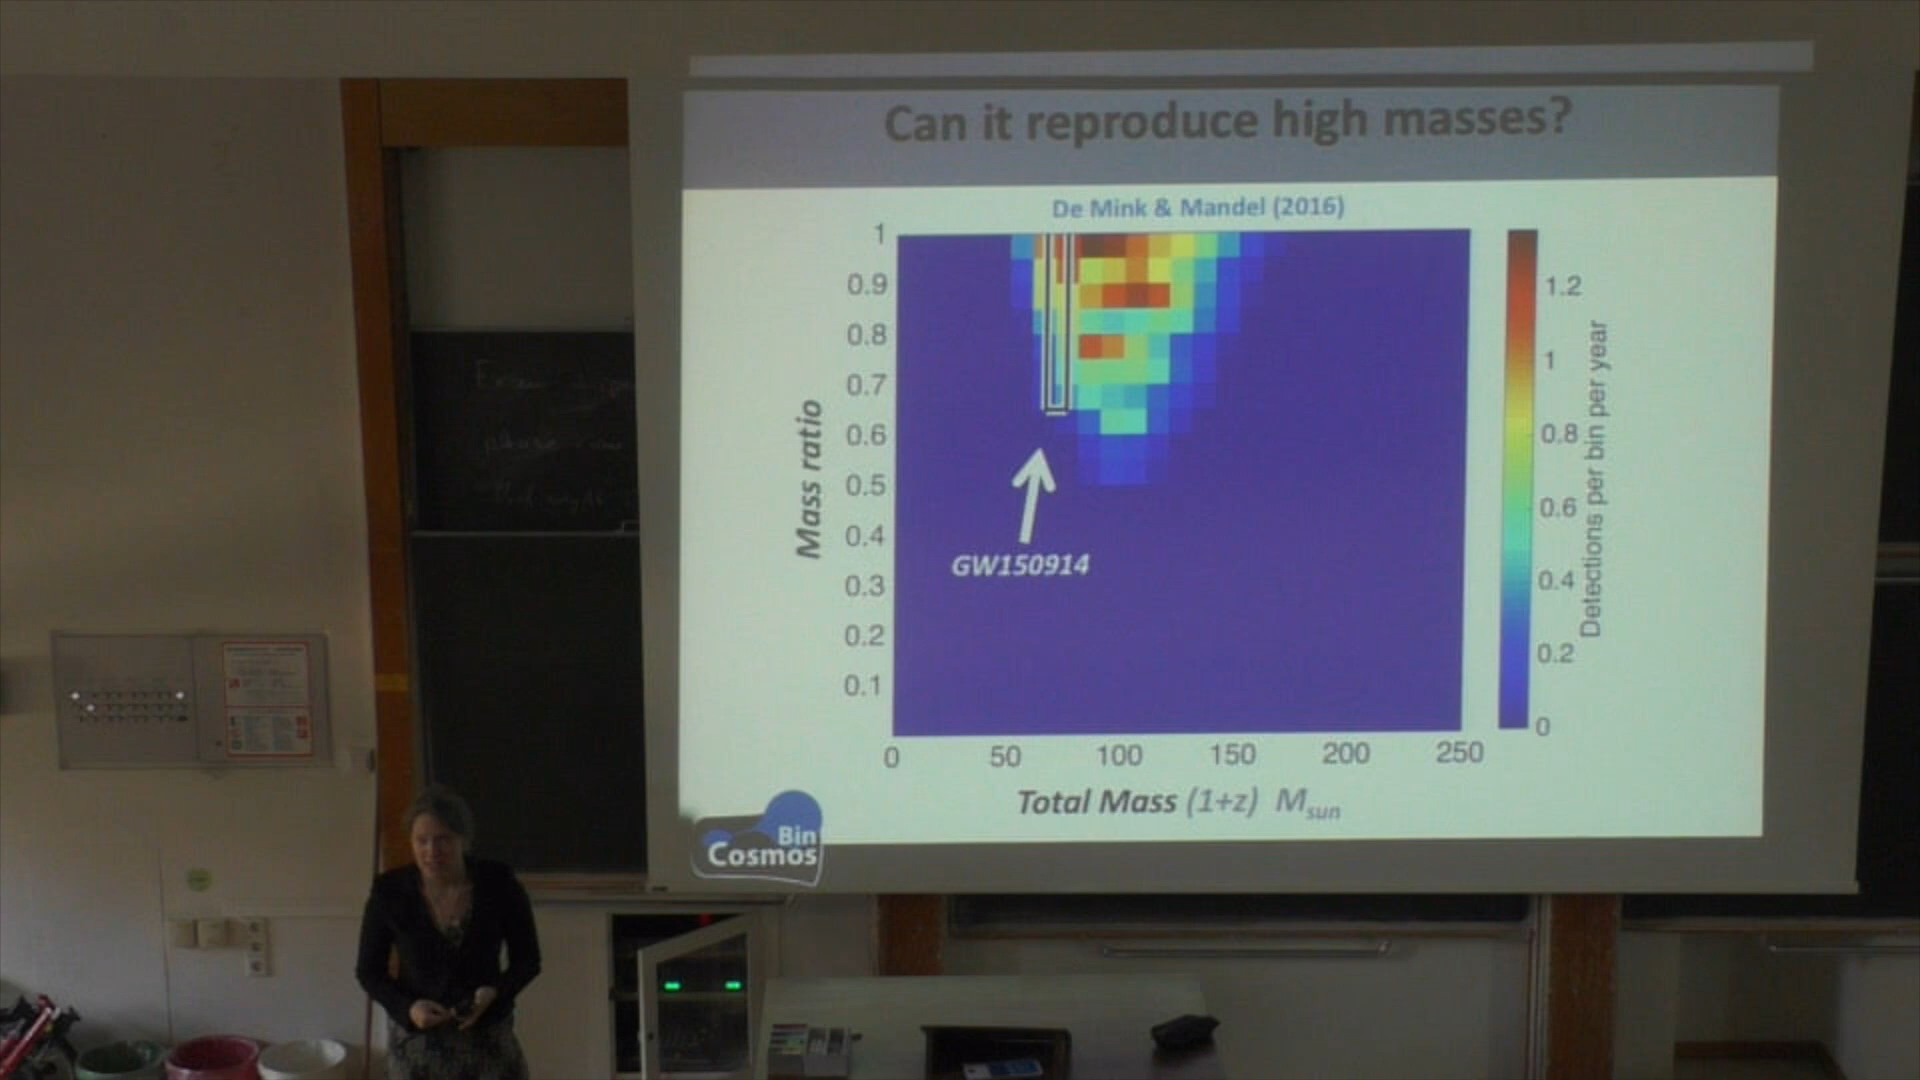 Can it reproduce high masses?
De Mink & Mandel (2016)
1
0.9
0.8
0.7
0.6
0.5
0.4
0.3
0.2
0.1
Mass ratio
GW150914
0
50
100
150
200
250
Total Mass (1+z) Msun
1.2
1
0.8
0.6
0.4
0.2
0
Detections per bin per year
Bin
Cosmos